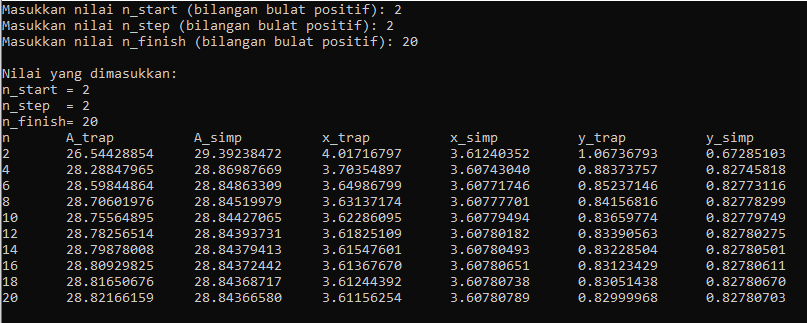 Masukkan nilai n_start (bilangan bulat positif): 2
Masukkan nilai n_step (bilangan bulat positif): 2
Masukkan nilai n_finish (bilangan bulat positif): 20
Nilai yang dimasukkan:
n_start = 2
n_step  = 2
n_finish= 20
n A_trap A_simp x_trap x_simp y_trap y_simp
2 26.54428854 29.39238472 4.01716797 3.61240352 1.06736793 0.67285103
4 28.28847965 28.86987669 3.70354897 3.60743040 0.88373757 0.82745818
6 28.59844864 28.84863309 3.64986799 3.60771746 0.85237146 0.82773116
8 28.70601976 28.84519979 3.63137174 3.60777701 0.84156816 0.82778299
10 28.75564895 28.84427065 3.62286095 3.60779494 0.83659774 0.82779749
12 28.78256514 28.84393731 3.61825109 3.60780182 0.83390563 0.82780275
14 28.79878008 28.84379413 3.61547601 3.60780493 0.83228504 0.82780501
16 28.80929825 28.84372442 3.61367670 3.60780651 0.83123429 0.82780611
18 28.81650676 28.84368717 3.61244392 3.60780738 0.83051438 0.82780670
20 28.82166159 28.84366580 3.61156254 3.60780789 0.82999968 0.82780703